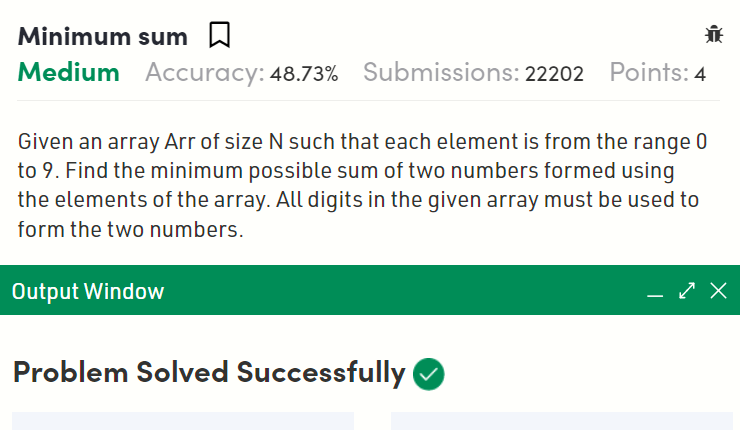 Minimum sum
Medium Accuracy: 48.73% Submissions: 22202 Points: 4
Given an array Arr of size N such that each element is from the range 0
to 9. Find the minimum possible sum of two numbers formed using
the elements of the array. All digits in the given array must be used to
form the two numbers.
Output Window
Problem Solved Successfully